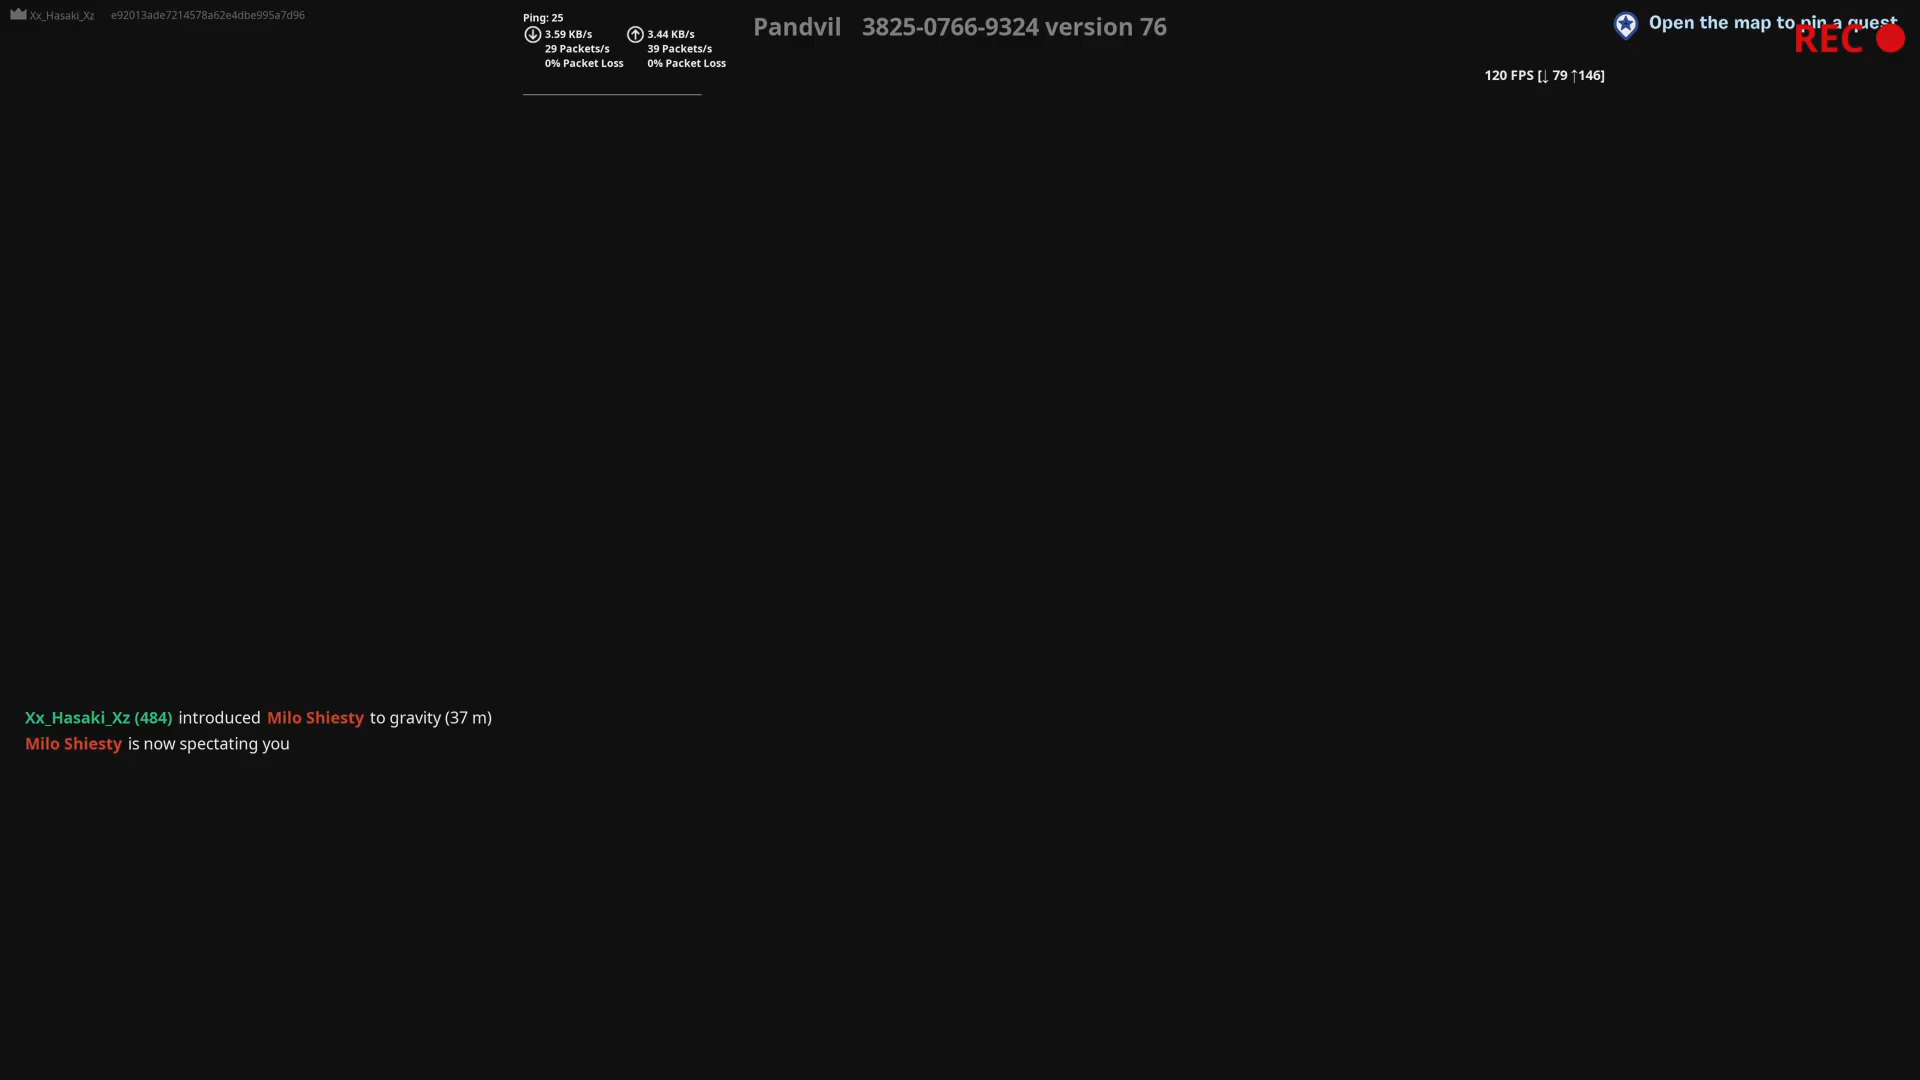 Xx_Hasaki_Xz e92013ade7214578a62e4dbe995a7d96
Ping: 25
3.59 KB/s 3.44 KB/s
29 Packets/s 39 Packets/s
0% Packet Loss 0% Packet Loss
Pandvil 3825-0766-9324 version 76
Open the map to pin a quest
REC
120 FPS [↓ 79 ↑146]
Xx_Hasaki_Xz (484) introduced Milo Shiesty to gravity (37 m)
Milo Shiesty is now spectating you